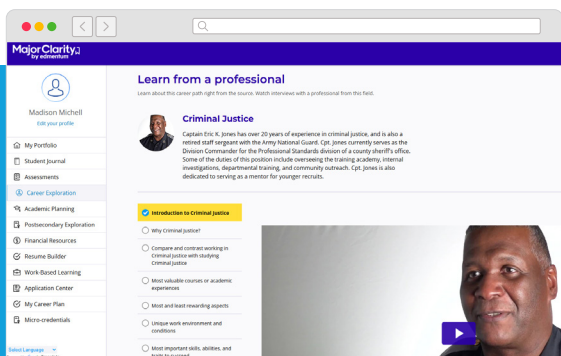 MajorClarity
by edmentum
Madison Michell
Edit your profile
My Portfolio
Student Journal
Assessments
Career Exploration
Academic Planning
Postsecondary Exploration
Financial Resources
Resume Builder
Work-Based Learning
Application Center
My Career Plan
Micro-credentials
Select Language
Learn from a professional
Learn about this career path right from the source. Watch interviews with a professional from this field.
Criminal Justice
Captain Eric K. Jones has over 20 years of experience in criminal justice, and is also a
retired staff sergeant with the Army National Guard. Cpt. Jones currently serves as the
Division Commander for the Professional Standards division of a county sheriff's office.
Some of the duties of this position include overseeing the training academy, internal
investigations, departmental training, and community outreach. Cpt. Jones is also
dedicated to serving as a mentor for younger recruits.
Introduction to Criminal Justice
Why Criminal Justice?
Compare and contrast working in
Criminal Justice with studying
Criminal Justice
Most valuable courses or academic
experiences
Most and least rewarding aspects
Unique work environment and
conditions
Most important skills, abilities, and
traits to succeed